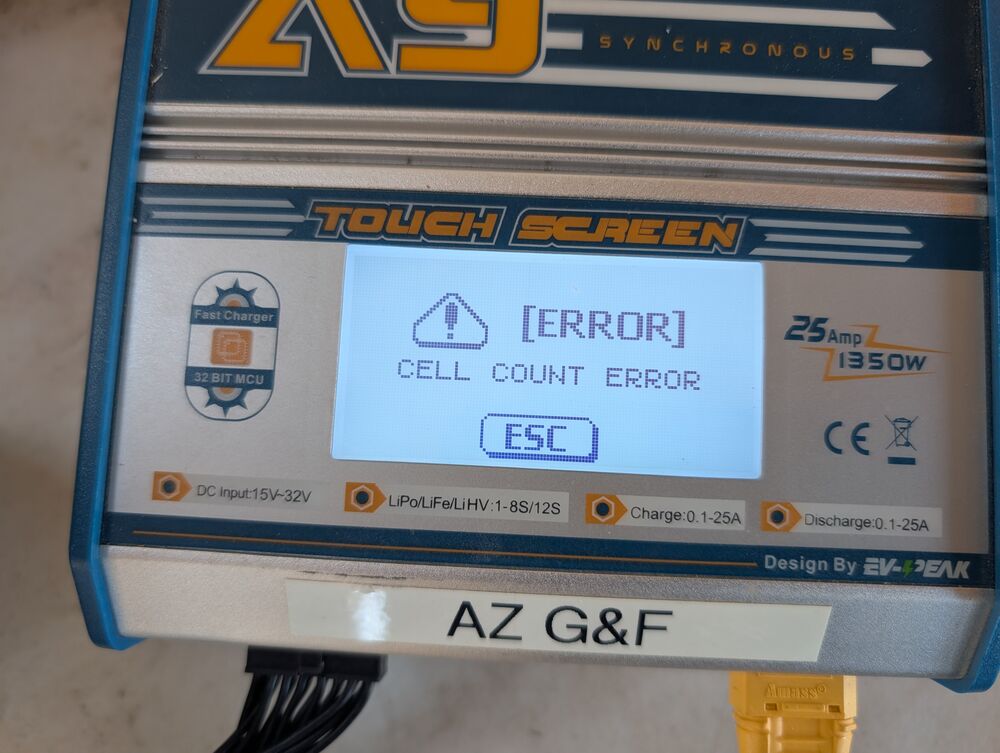 A9
SYNCHRONOUS
TOUCH SCREEN
Fast Charger
32 BIT MCU
[ERROR]
CELL COUNT ERROR
ESC
25Amp
1350W
CE
DC Input:15V~32V
LiPo/LiFe/LiHV:1-8S/12S
Charge:0.1-25A
Discharge:0.1-25A
Design By EV-PEAK
AZ G&F
Amass®